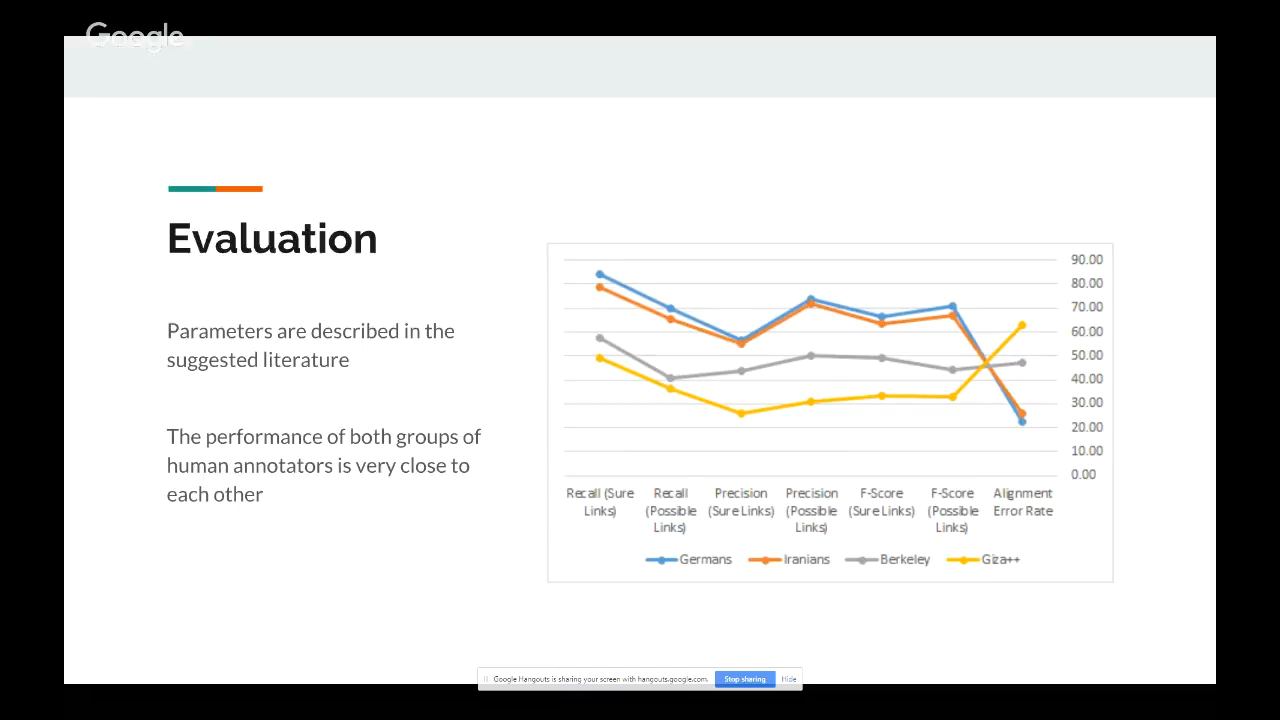 Google
Evaluation
Parameters are described in the
suggested literature
The performance of both groups of
human annotators is very close to
each other
90.00
80.00
70.00
60.00
50.00
40.00
30.00
20.00
10.00
0.00
Recall (Sure
Links)
Recall
(Possible
Links)
Precision
(Sure Links)
Precision
(Possible
Links)
F-Score
(Sure Links)
F-Score
(Possible
Links)
Alignment
Error Rate
Germans Iranians Berkeley Giza++
Google Hangouts is sharing your screen with hangouts.google.com. Stop sharing Hide